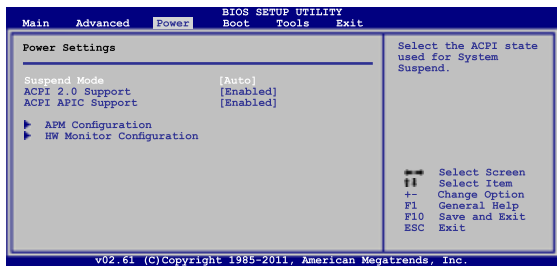 BIOS SETUP UTILITY
Main Advanced Power Boot Tools Exit
Power Settings
Suspend Mode [Auto]
ACPI 2.0 Support [Enabled]
ACPI APIC Support [Enabled]
APM Configuration
HW Monitor Configuration
Select the ACPI state
used for System
Suspend.
Select Screen
Select Item
+- Change Option
F1 General Help
F10 Save and Exit
ESC Exit
v02.61 (C)Copyright 1985-2011, American Megatrends, Inc.